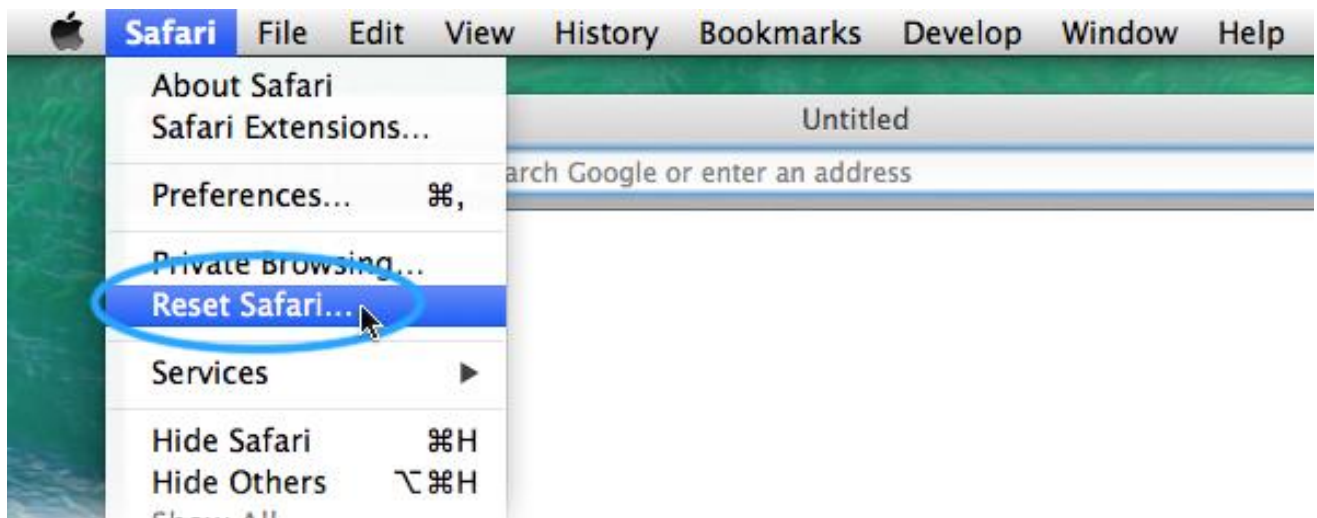 Safari File Edit View History Bookmarks Develop Window Help
About Safari
Safari Extensions...
Untitled
arch Google or enter an address
Preferences... ⌘,
Private Browsing...
Reset Safari...
Services ▶
Hide Safari ⌘H
Hide Others ⌥⌘H